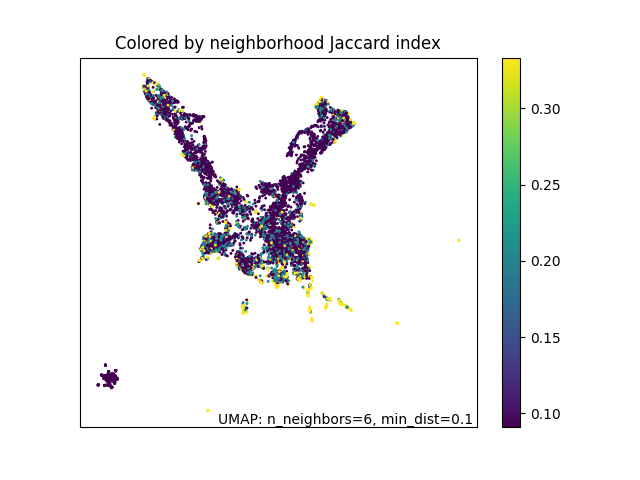 Colored by neighborhood Jaccard index
0.30
0.25
0.20
0.15
0.10
UMAP: n_neighbors=6, min_dist=0.1